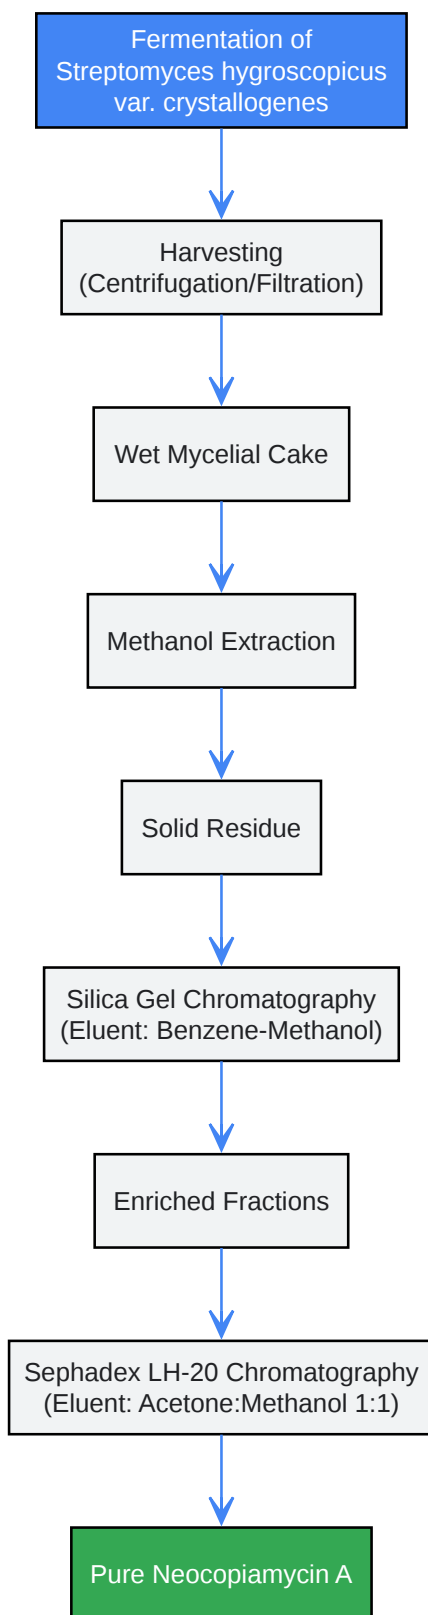 Fermentation of
Streptomyces hygroscopicus
var. crystallogenes
Harvesting
(Centrifugation/Filtration)
Wet Mycelial Cake
Methanol Extraction
Solid Residue
Silica Gel Chromatography
(Eluent: Benzene-Methanol)
Enriched Fractions
Sephadex LH-20 Chromatography
(Eluent: Acetone:Methanol 1:1)
Pure Neocopiamycin A